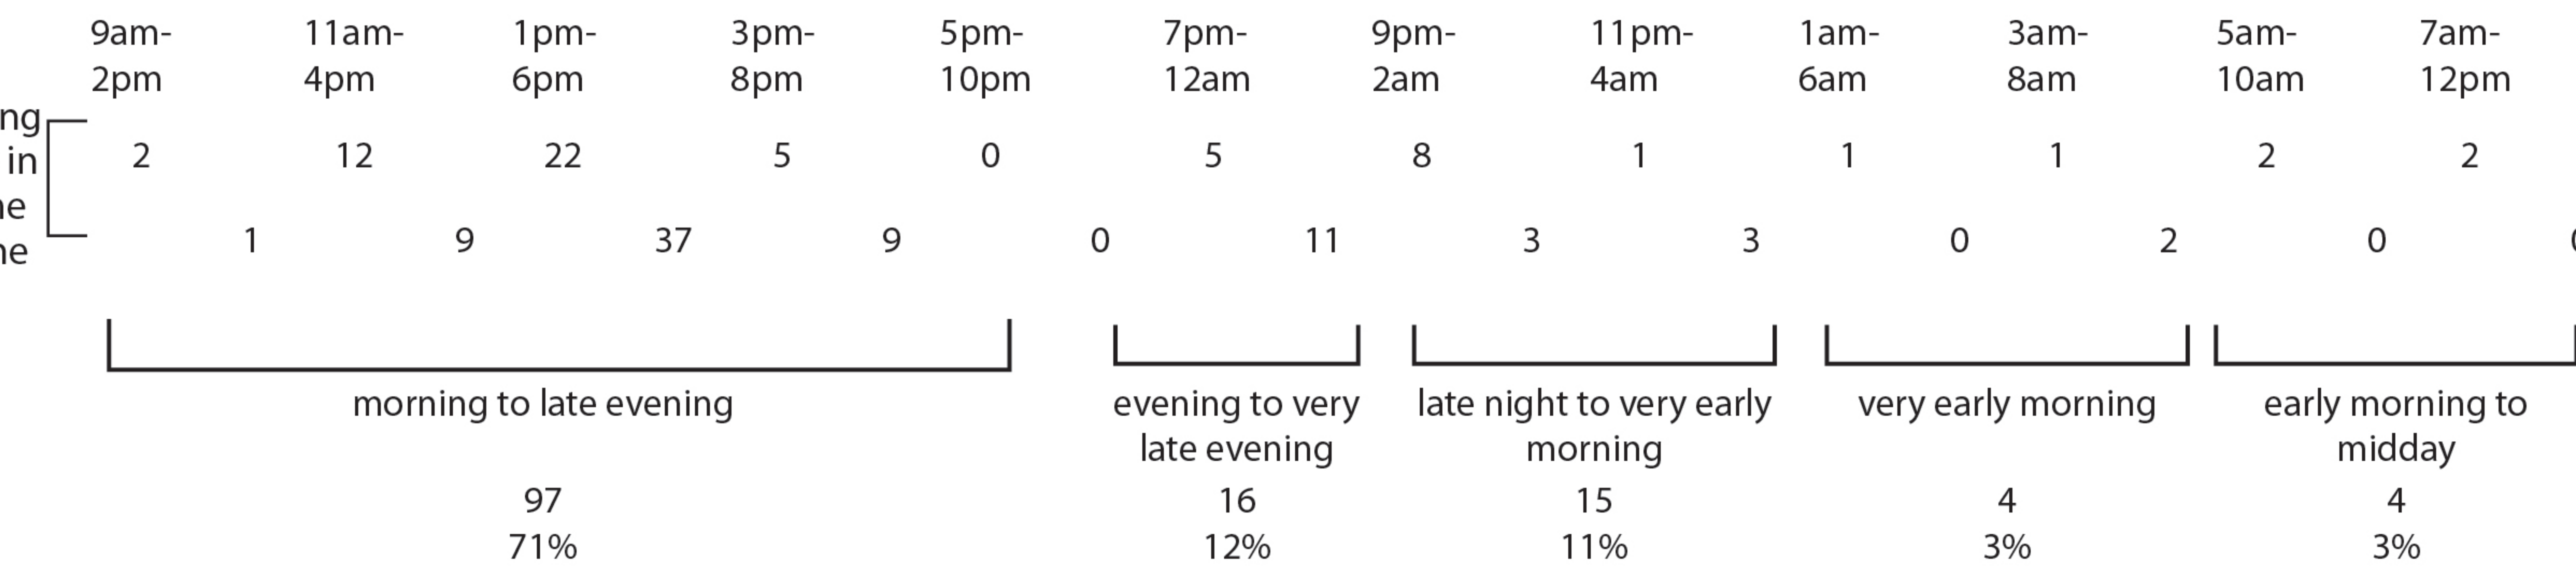 9am- 11am- 1pm- 3pm- 5pm- 7pm- 9pm- 11pm- 1am- 3am- 5am- 7am-
2pm 4pm 6pm 8pm 10pm 12am 2am 4am 6am 8am 10am 12pm
ng
2 12 22 5 0 5 8 1 1 1 2 2
in
1 9 37 9 0 11 3 3 0 2 0
morning to late evening evening to very late night to very early very early morning early morning to
late evening morning midday
97 16 15 4 4
71% 12% 11% 3% 3%